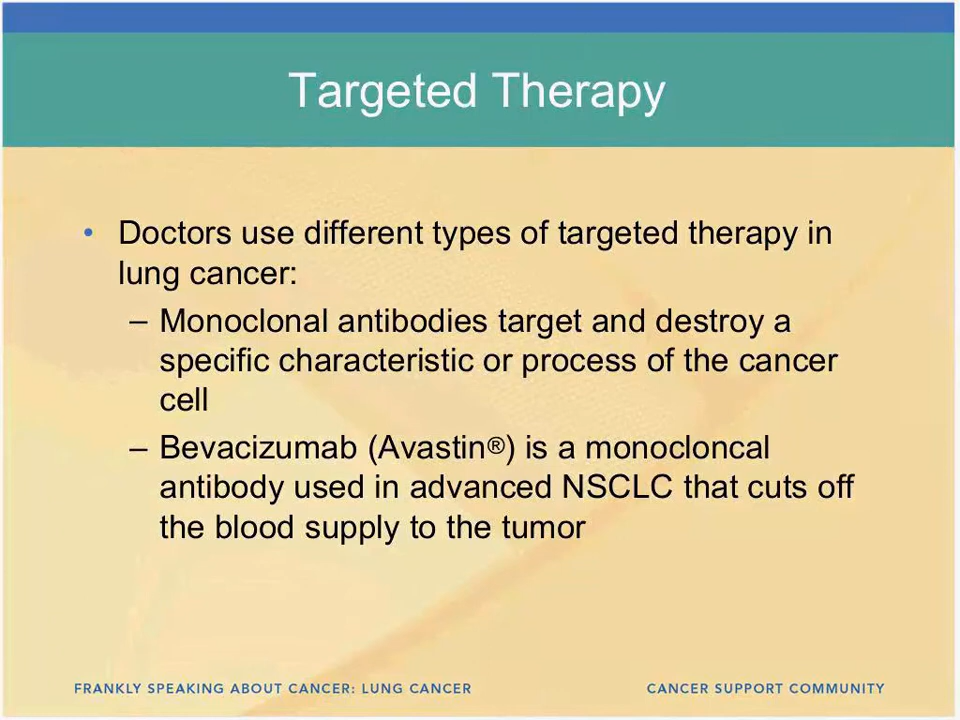 Targeted Therapy
• Doctors use different types of targeted therapy in
lung cancer:
– Monoclonal antibodies target and destroy a
specific characteristic or process of the cancer
cell
– Bevacizumab (Avastin®) is a monocloncal
antibody used in advanced NSCLC that cuts off
the blood supply to the tumor
FRANKLY SPEAKING ABOUT CANCER: LUNG CANCER
CANCER SUPPORT COMMUNITY